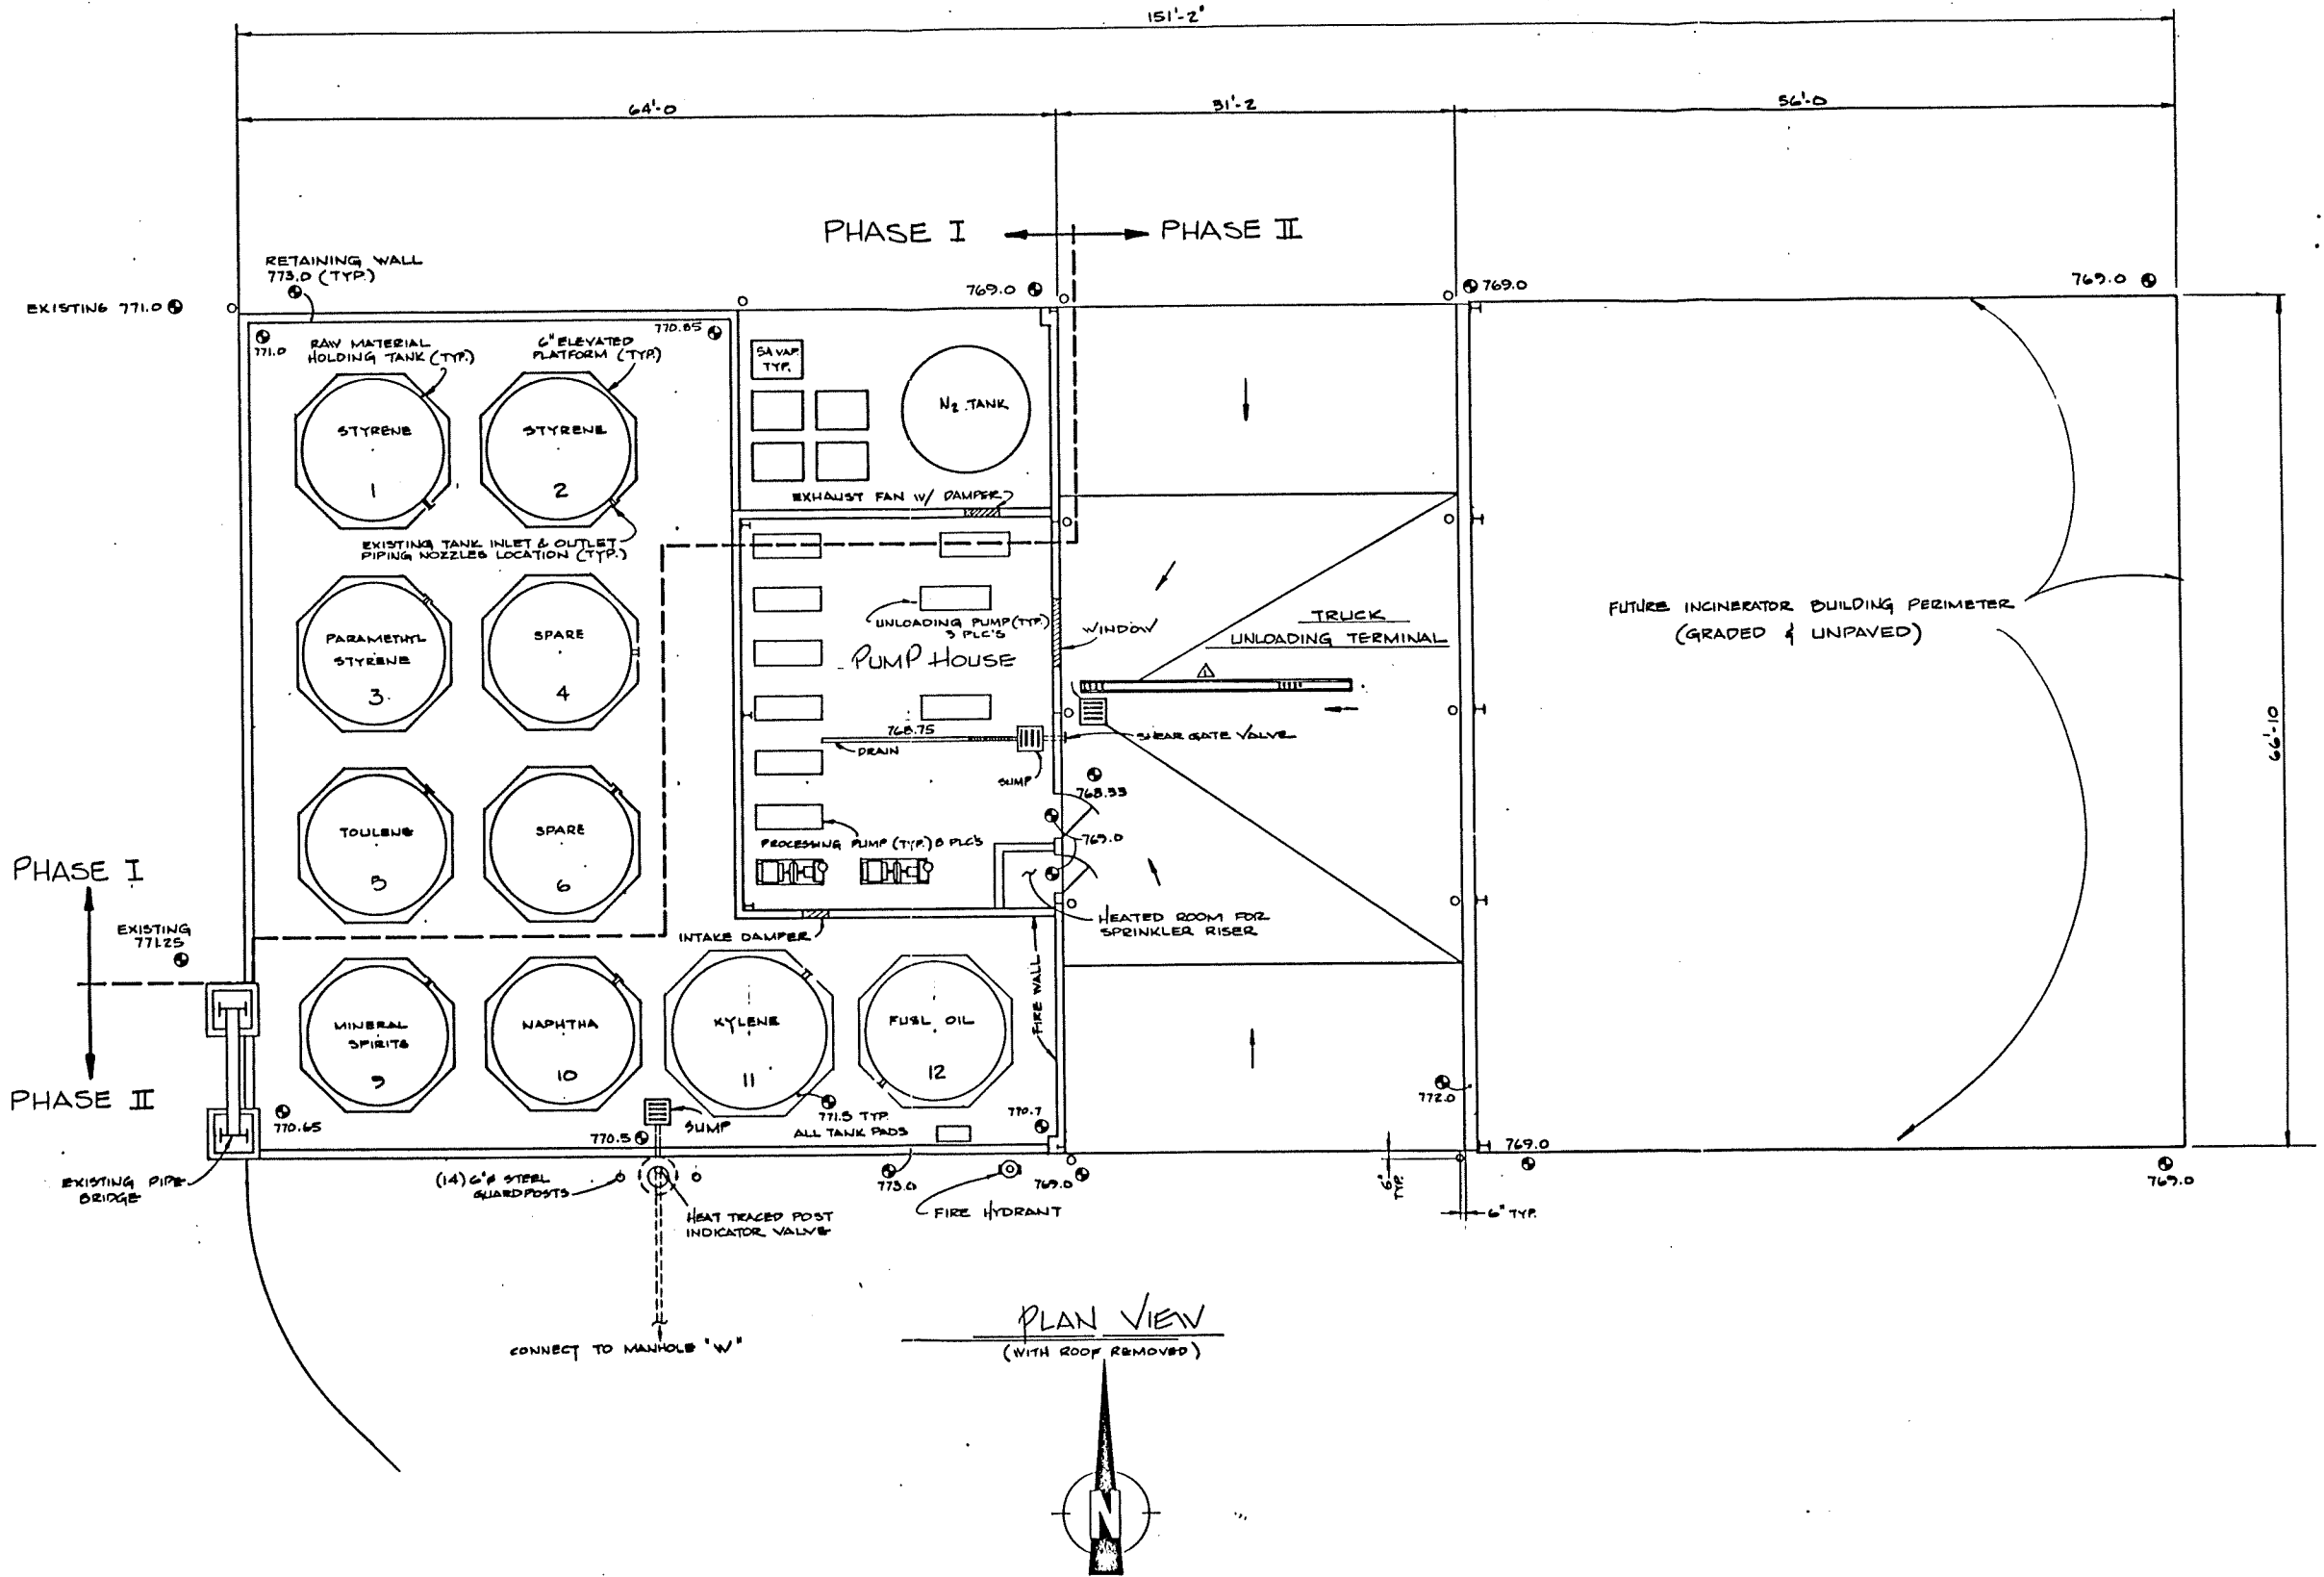 151'-2"
64'-0
31'-2
56'-0
PHASE I
PHASE II
RETAINING WALL
773.0 (TYP.)
EXISTING 771.0
769.0
769.0
769.0
771.0
RAW MATERIAL
HOLDING TANK (TYP.)
6" ELEVATED
PLATFORM (TYP.)
770.85
SA VAP.
TYP.
N2 TANK
STYRENE
1
STYRENE
2
EXHAUST FAN W/ DAMPER
EXISTING TANK INLET & OUTLET
PIPING NOZZLES LOCATION (TYP.)
PARAMETHYL
STYRENE
3
SPARE
4
UNLOADING PUMP (TYP.)
3 PLC'S
PUMP HOUSE
WINDOW
TRUCK
UNLOADING TERMINAL
1
FUTURE INCINERATOR BUILDING PERIMETER
(GRADED & UNPAVED)
66'-10
768.75
DRAIN
SUMP
SHEAR GATE VALVE
768.33
769.0
TOULENE
5
SPARE
6
PROCESSING PUMP (TYP.) 8 PLC'S
PHASE I
EXISTING
771.25
PHASE II
INTAKE DAMPER
HEATED ROOM FOR
SPRINKLER RISER
FIRE WALL
MINERAL
SPIRITS
9
NAPHTHA
10
XYLENE
11
FUEL OIL
12
770.65
770.5
SUMP
771.5 TYP.
ALL TANK PADS
770.7
772.0
769.0
EXISTING PIPE
BRIDGE
(14) 6"ø STEEL
GUARDPOSTS
HEAT TRACED POST
INDICATOR VALVE
773.0
FIRE HYDRANT
769.0
6"
TYP.
6" TYP.
769.0
CONNECT TO MANHOLE "W"
PLAN VIEW
(WITH ROOF REMOVED)
N